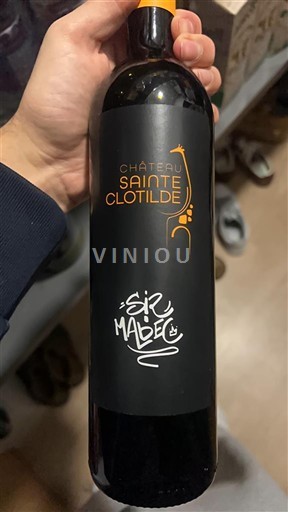 CHÂTEAU
SAINTE
CLOTILDE
VINIOU
SIR
MALBEC